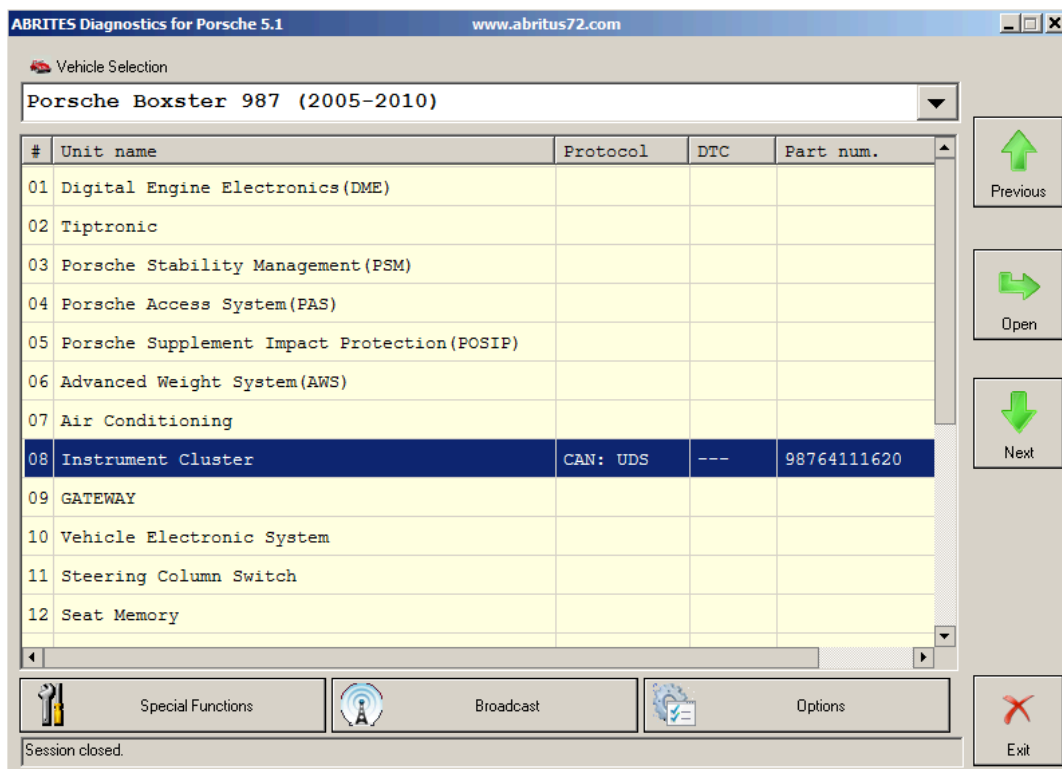 ABRITES Diagnostics for Porsche 5.1 www.abritus72.com
Vehicle Selection
Porsche Boxster 987 (2005-2010)
# Unit name Protocol DTC Part num.
01 Digital Engine Electronics(DME)
02 Tiptronic
03 Porsche Stability Management(PSM)
04 Porsche Access System(PAS)
05 Porsche Supplement Impact Protection(POSIP)
06 Advanced Weight System(AWS)
07 Air Conditioning
08 Instrument Cluster CAN: UDS --- 98764111620
09 GATEWAY
10 Vehicle Electronic System
11 Steering Column Switch
12 Seat Memory
Previous
Open
Next
Special Functions Broadcast Options
Session closed.
Exit